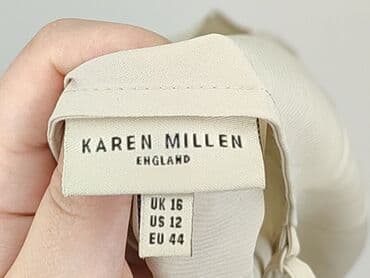 KAREN MILLEN
ENGLAND
UK 16
US 12
EU 44